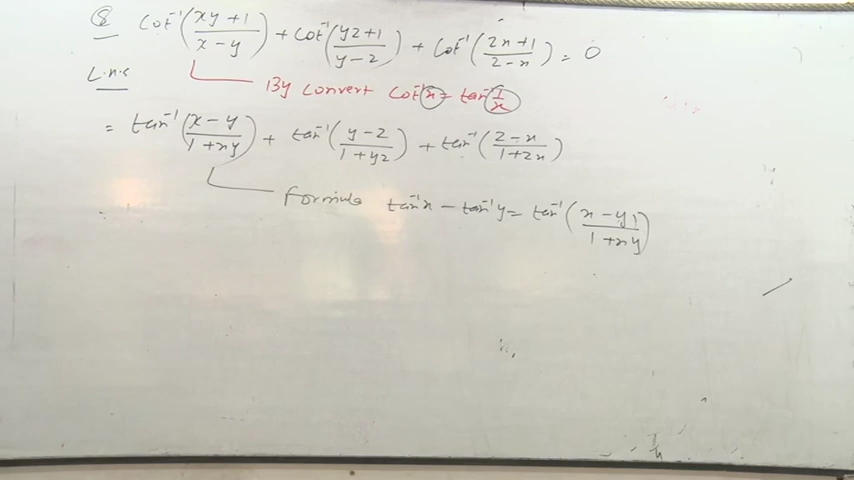 Q cot⁻¹((xy+1)/(x-y)) + cot⁻¹((yz+1)/(y-z)) + cot⁻¹((zx+1)/(z-x)) = 0
L.H.S
By convert cot⁻¹x = tan⁻¹(1/x)
= tan⁻¹((x-y)/(1+xy)) + tan⁻¹((y-z)/(1+yz)) + tan⁻¹((z-x)/(1+zx))
Formula tan⁻¹x - tan⁻¹y = tan⁻¹((x-y)/(1+xy))